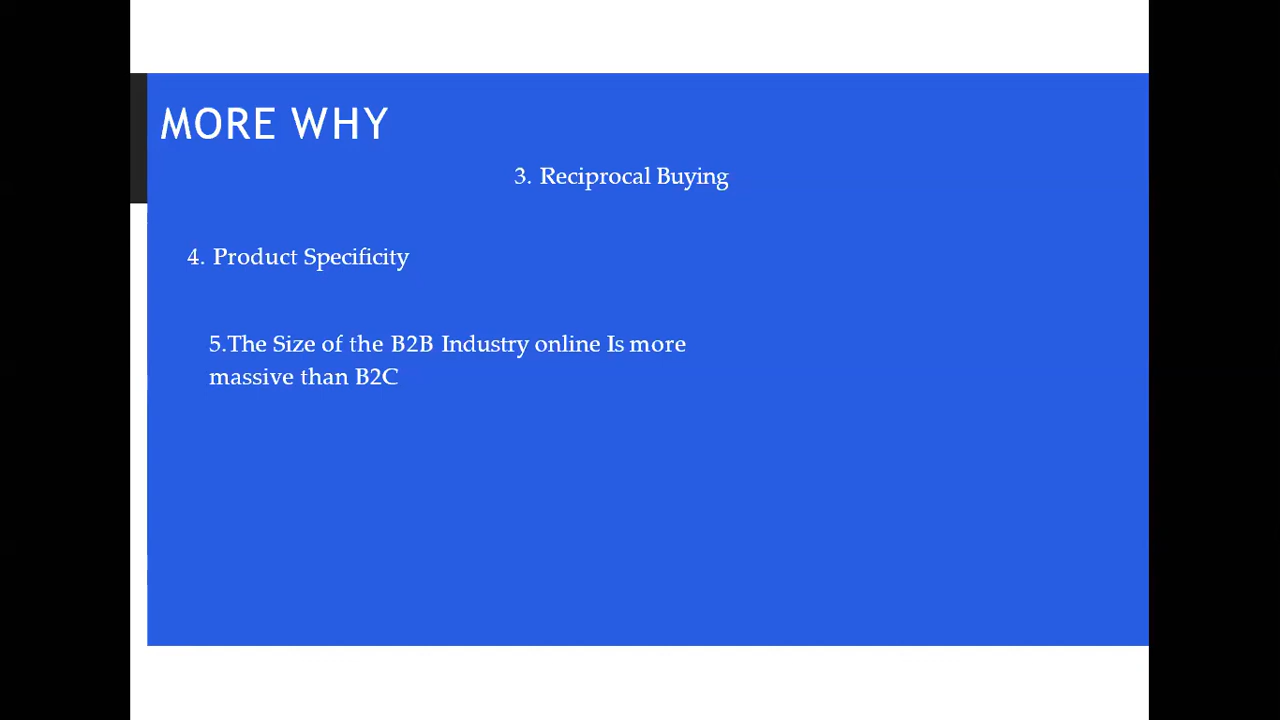 MORE WHY
3. Reciprocal Buying
4. Product Specificity
5.The Size of the B2B Industry online Is more
massive than B2C